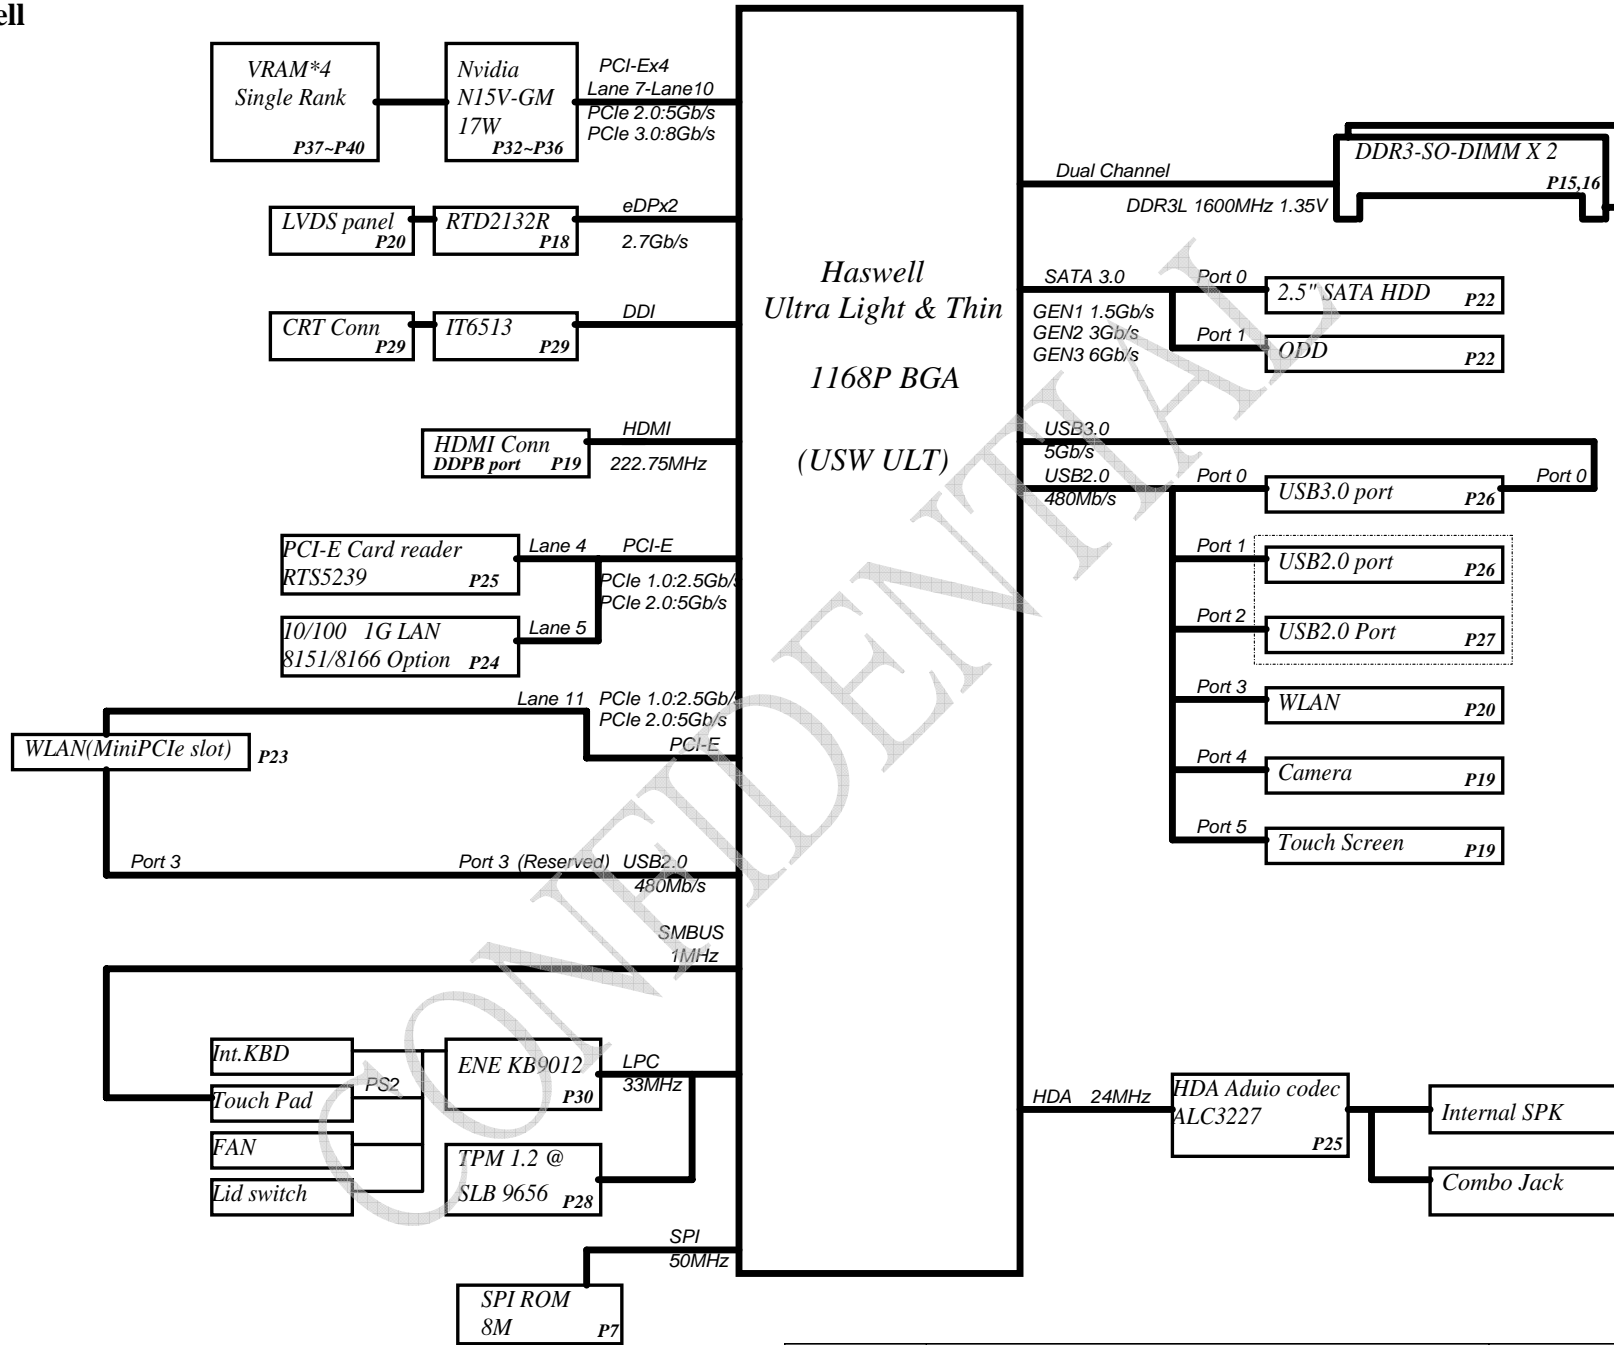 ell
VRAM*4
Single Rank
P37~P40
Nvidia
N15V-GM
17W
P32~P36
PCI-Ex4
Lane 7-Lane10
PCIe 2.0:5Gb/s
PCIe 3.0:8Gb/s
LVDS panel
P20
RTD2132R
P18
eDPx2
2.7Gb/s
CRT Conn
P29
IT6513
P29
DDI
HDMI Conn
DDPB port P19
HDMI
222.75MHz
PCI-E Card reader
RTS5239 P25
Lane 4 PCI-E
PCIe 1.0:2.5Gb/s
PCIe 2.0:5Gb/s
10/100 1G LAN
8151/8166 Option P24
Lane 5
Lane 11 PCIe 1.0:2.5Gb/s
PCIe 2.0:5Gb/s
PCI-E
WLAN(MiniPCIe slot) P23
Port 3 Port 3 (Reserved) USB2.0
480Mb/s
SMBUS
1MHz
Int.KBD
Touch Pad
FAN
Lid switch
PS2
ENE KB9012
P30
LPC
33MHz
TPM 1.2 @
SLB 9656 P28
SPI
50MHz
SPI ROM
8M P7
Haswell
Ultra Light & Thin
1168P BGA
(USW ULT)
Dual Channel
DDR3L 1600MHz 1.35V
DDR3-SO-DIMM X 2
P15,16
SATA 3.0 Port 0
GEN1 1.5Gb/s
GEN2 3Gb/s
GEN3 6Gb/s
2.5" SATA HDD P22
Port 1
ODD P22
USB3.0
5Gb/s
USB2.0 Port 0
480Mb/s
USB3.0 port P26
Port 0
Port 1
USB2.0 port P26
Port 2
USB2.0 Port P27
Port 3
WLAN P20
Port 4
Camera P19
Port 5
Touch Screen P19
HDA 24MHz
HDA Aduio codec
ALC3227
P25
Internal SPK
Combo Jack
CONFIDENTIAL